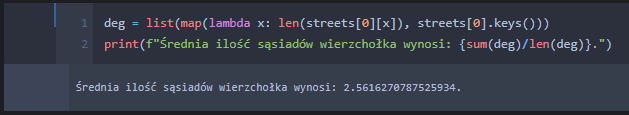 1 deg = list(map(lambda x: len(streets[0][x]), streets[0].keys()))
2 print(f"Średnia ilość sąsiadów wierzchołka wynosi: {sum(deg)/len(deg)}.")
Średnia ilość sąsiadów wierzchołka wynosi: 2.5616270787525934.